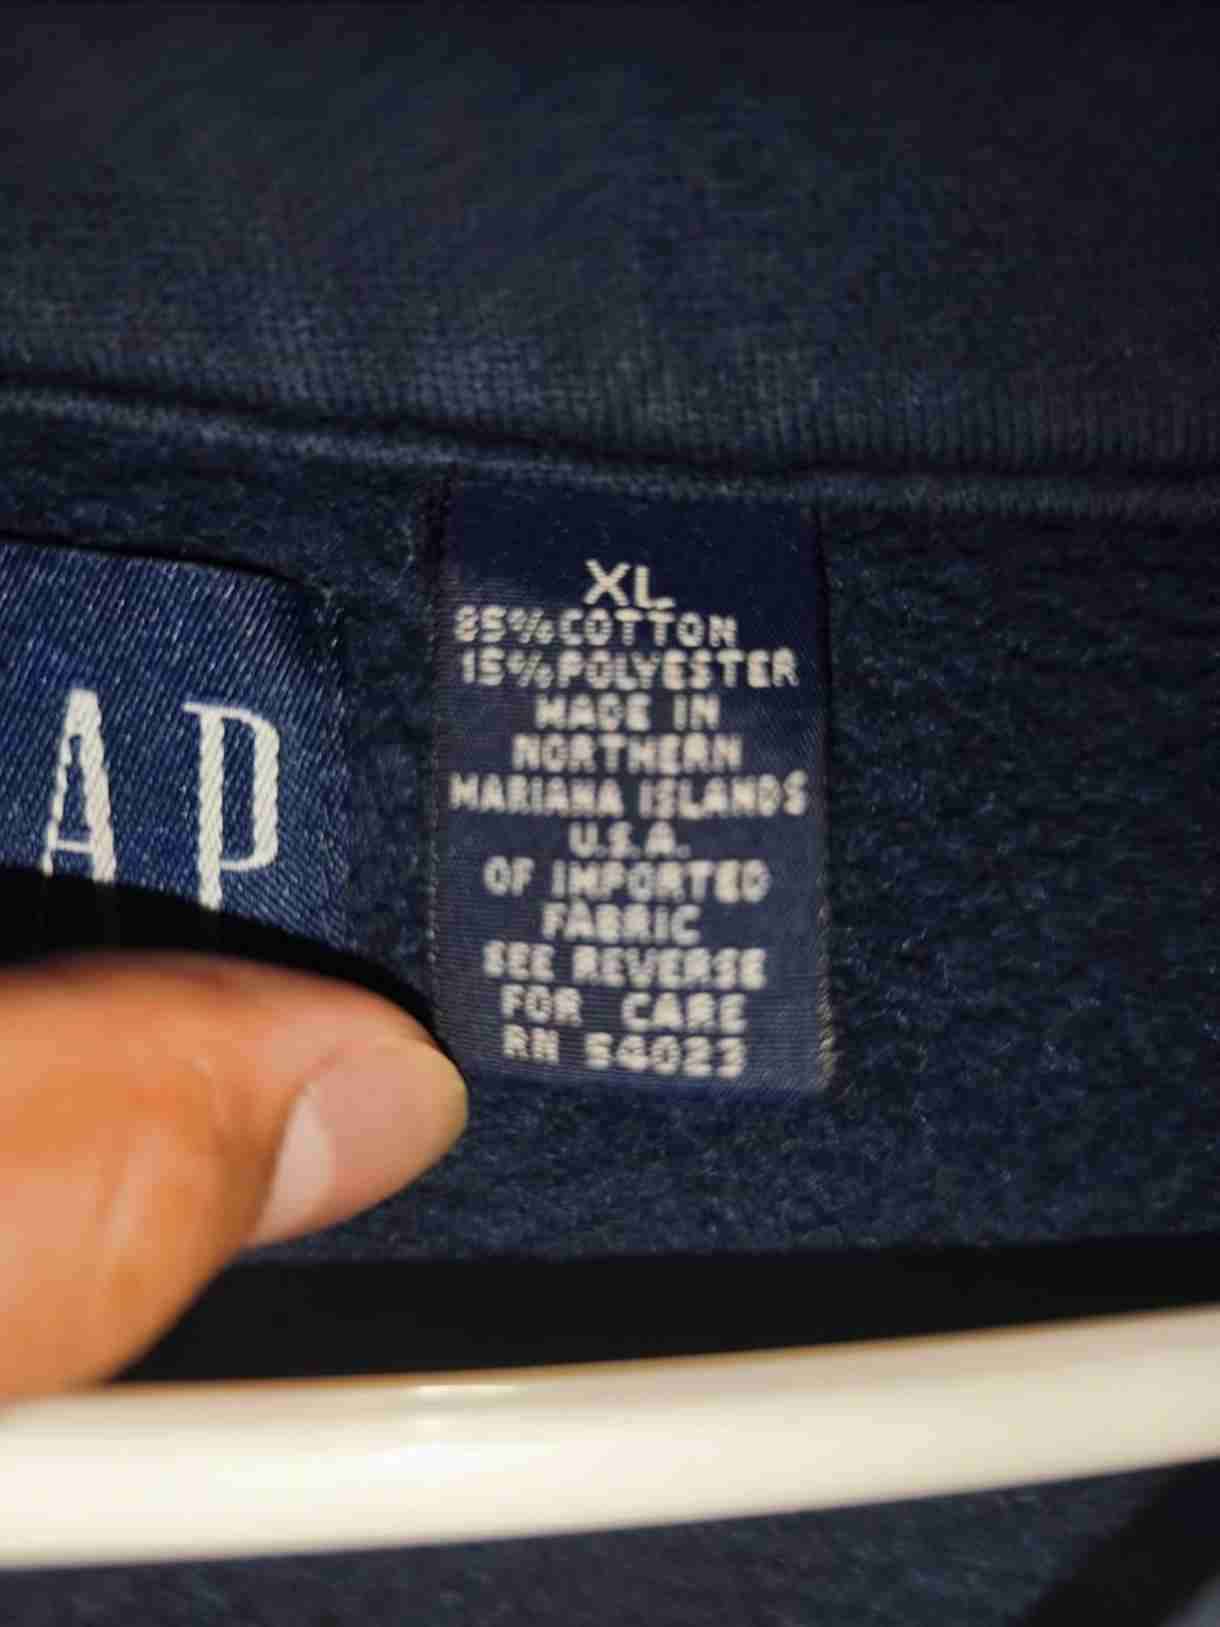 AP
XL
85% COTTON
15% POLYESTER
MADE IN
NORTHERN
MARIANA ISLANDS
U.S.A.
OF IMPORTED
FABRIC
SEE REVERSE
FOR CARE
RN 54023